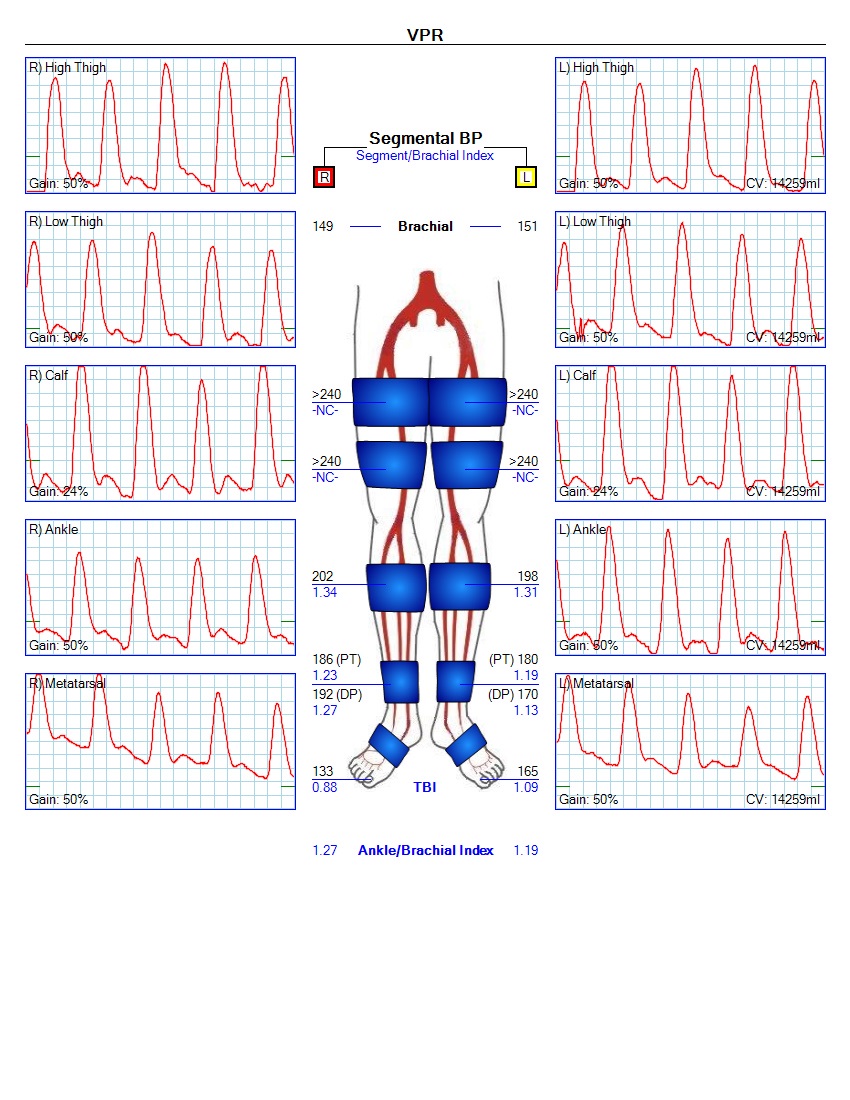 VPR
R) High Thigh
Gain: 50%
L) High Thigh
Gain: 50% CV: 14259ml
Segmental BP
Segment/Brachial Index
R L
149 Brachial 151
R) Low Thigh
Gain: 50%
L) Low Thigh
Gain: 50% CV: 14259ml
R) Calf
Gain: 24%
L) Calf
Gain: 24% CV: 14259ml
>240 >240
-NC- -NC-
>240 >240
-NC- -NC-
R) Ankle
Gain: 50%
L) Ankle
Gain: 50% CV: 14259ml
202 198
1.34 1.31
186 (PT) (PT) 180
1.23 1.19
192 (DP) (DP) 170
1.27 1.13
R) Metatarsal
Gain: 50%
L) Metatarsal
Gain: 50% CV: 14259ml
133 165
0.88 TBI 1.09
1.27 Ankle/Brachial Index 1.19